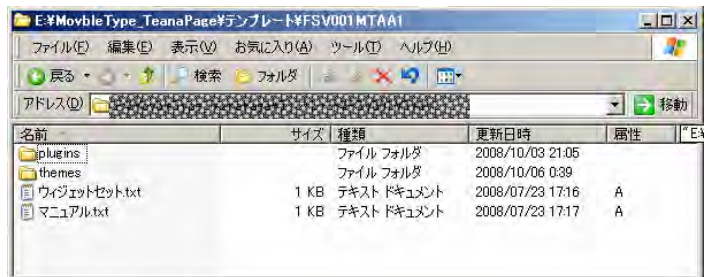 E:¥MovbleType_TeanaPage¥テンプレート¥FSV001MTAA1
ファイル(F) 編集(E) 表示(V) お気に入り(A) ツール(T) ヘルプ(H)
戻る 検索 フォルダ
アドレス(D) 移動
名前 サイズ 種類 更新日時 属性
plugins ファイル フォルダ 2008/10/03 21:05
themes ファイル フォルダ 2008/10/06 0:39
ウィジェットセット.txt 1 KB テキスト ドキュメント 2008/07/23 17:16 A
マニュアル.txt 1 KB テキスト ドキュメント 2008/07/23 17:17 A